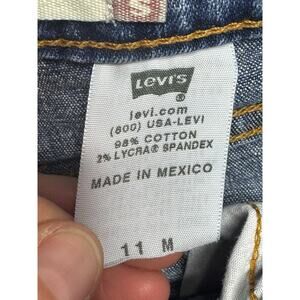 Levi's
®
levi.com
(800) USA-LEVI
98% COTTON
2% LYCRA® SPANDEX
MADE IN MEXICO
11 M